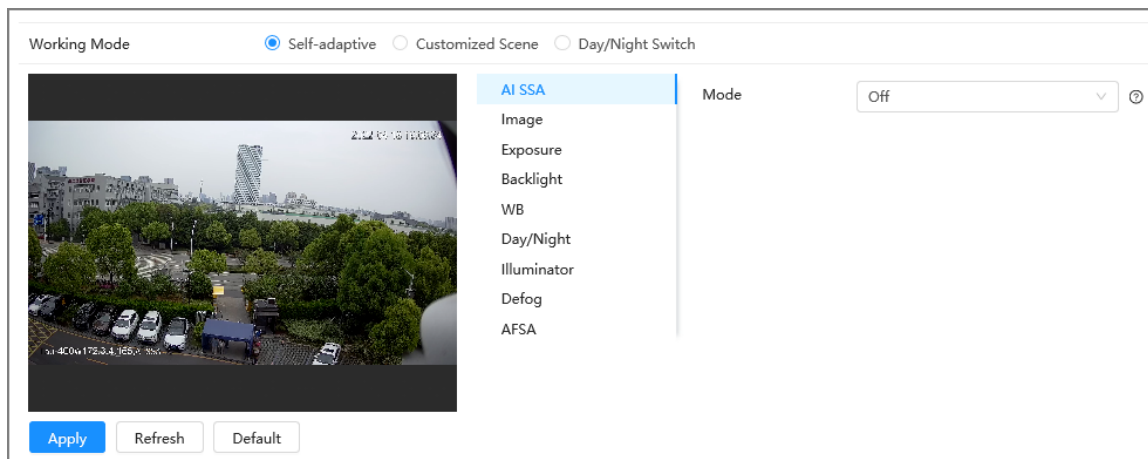 Working Mode Self-adaptive Customized Scene Day/Night Switch
AI SSA
Mode Off
Image
Exposure
Backlight
WB
Day/Night
Illuminator
Defog
AFSA
Apply Refresh Default